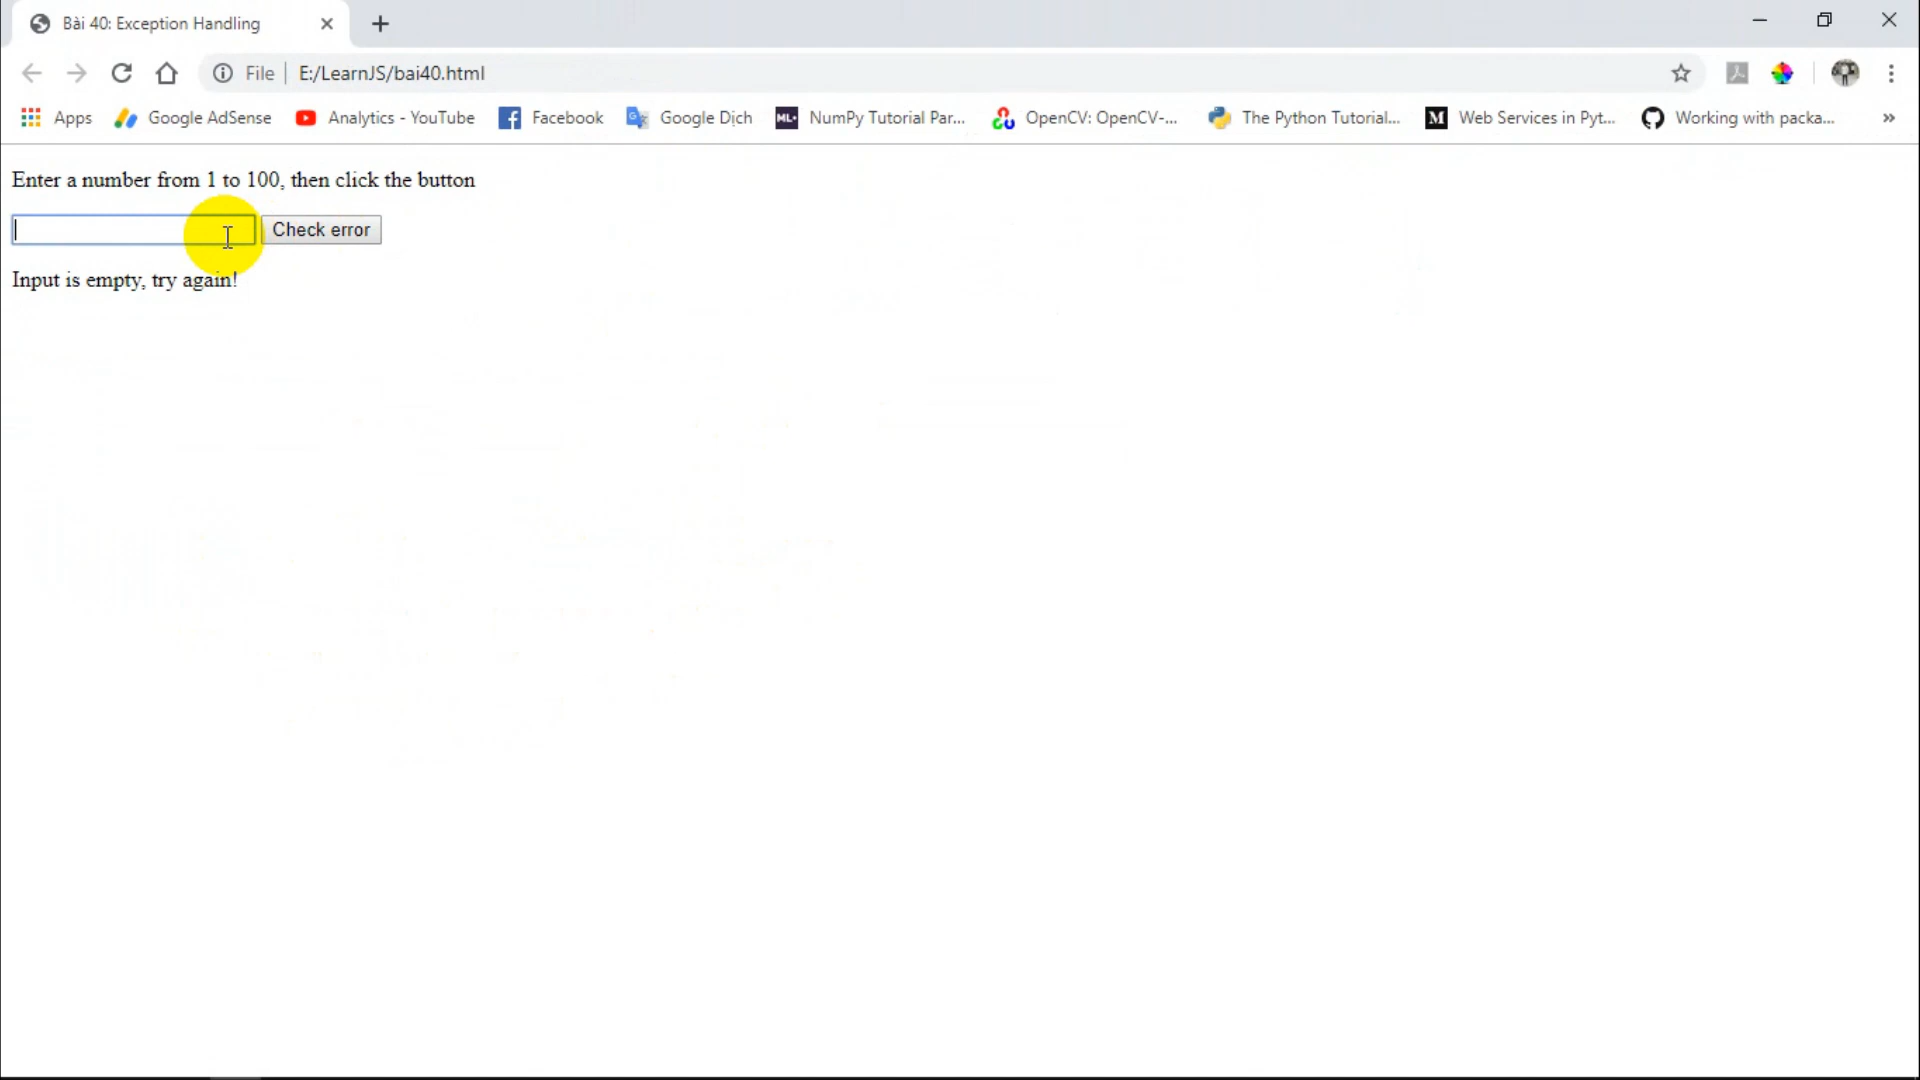 Bài 40: Exception Handling
File E:/LearnJS/bai40.html
Apps Google AdSense Analytics - YouTube Facebook Google Dịch ML+ NumPy Tutorial Par... OpenCV: OpenCV-... The Python Tutorial... M Web Services in Pyt... Working with packa... »
Enter a number from 1 to 100, then click the button
Check error
Input is empty, try again!